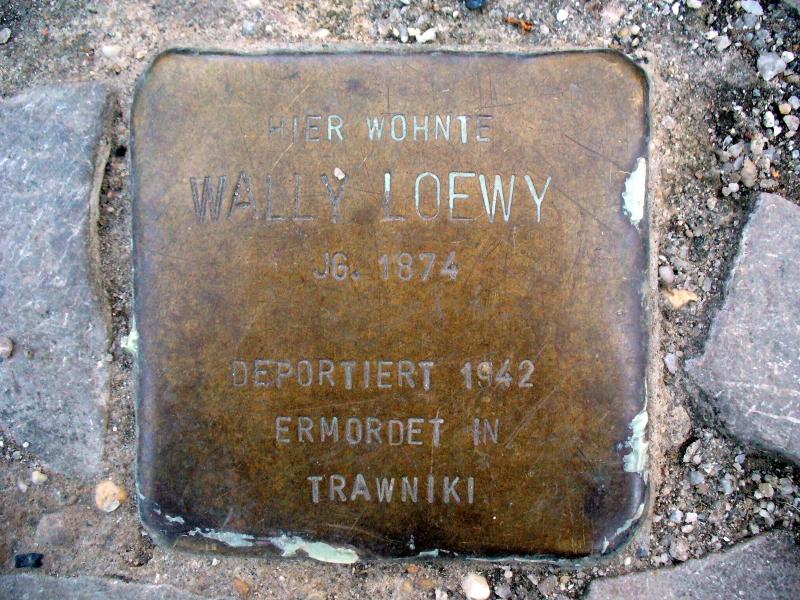 HIER WOHNTE
WALLY LOEWY
JG. 1874
DEPORTIERT 1942
ERMORDET IN
TRAWNIKI